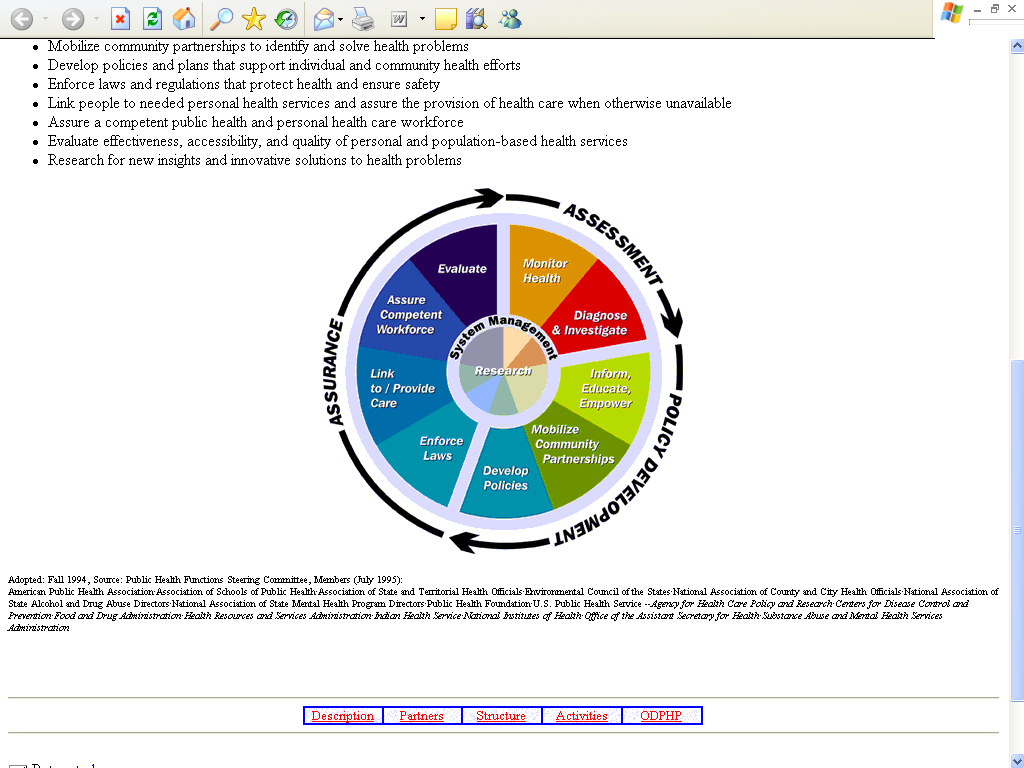 Mobilize community partnerships to identify and solve health problems
Develop policies and plans that support individual and community health efforts
Enforce laws and regulations that protect health and ensure safety
Link people to needed personal health services and assure the provision of health care when otherwise unavailable
Assure a competent public health and personal health care workforce
Evaluate effectiveness, accessibility, and quality of personal and population-based health services
Research for new insights and innovative solutions to health problems
ASSESSMENT
Evaluate
Monitor
Health
Assure
Competent
Workforce
Diagnose
& Investigate
System Management
ASSURANCE
Research
Link
to / Provide
Care
Inform,
Educate,
Empower
POLICY DEVELOPMENT
Enforce
Laws
Mobilize
Community
Partnerships
Develop
Policies
Adopted: Fall 1994, Source: Public Health Functions Steering Committee, Members (July 1995):
American Public Health Association·Association of Schools of Public Health·Association of State and Territorial Health Officials·Environmental Council of the States·National Association of County and City Health Officials·National Association of
State Alcohol and Drug Abuse Directors·National Association of State Mental Health Program Directors·Public Health Foundation·U.S. Public Health Service --Agency for Health Care Policy and Research·Centers for Disease Control and
Prevention·Food and Drug Administration·Health Resources and Services Administration·Indian Health Service·National Institutes of Health·Office of the Assistant Secretary for Health·Substance Abuse and Mental Health Services
Administration
Description Partners Structure Activities ODPHP